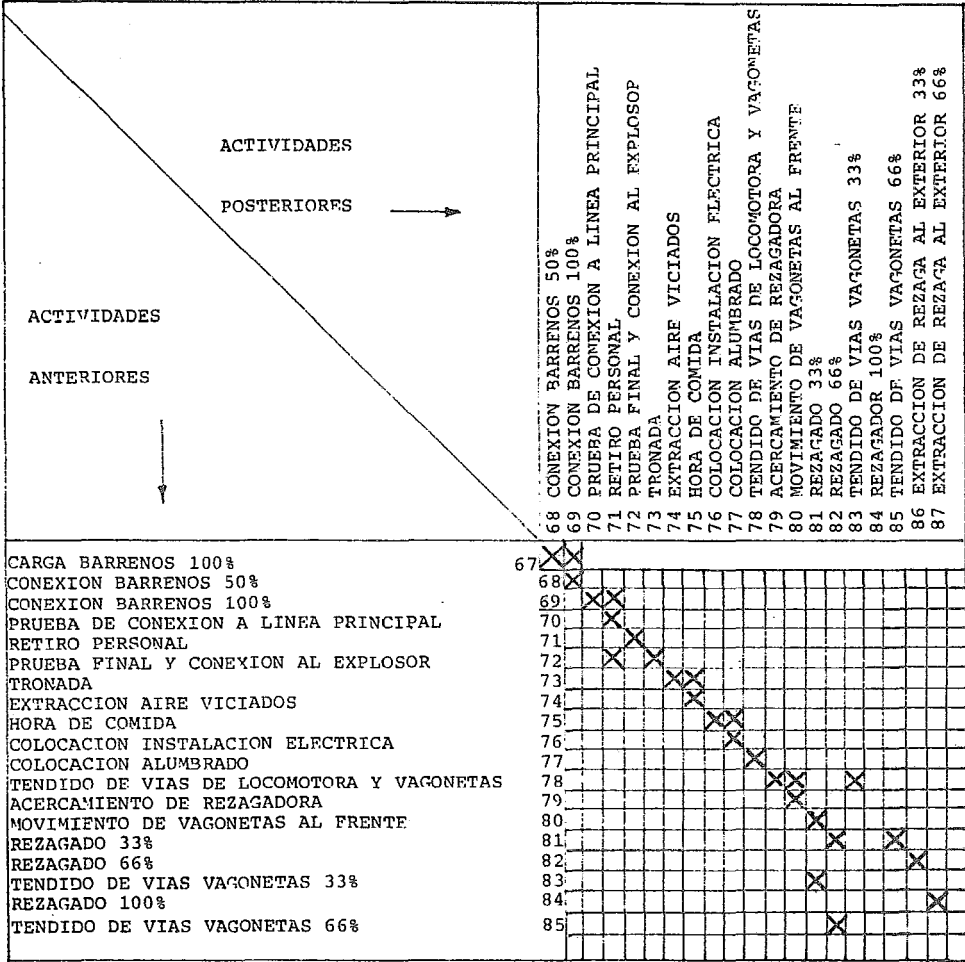 ACTIVIDADES
POSTERIORES
ACTIVIDADES
ANTERIORES
68 CONEXION BARRENOS 50%
69 CONEXION BARRENOS 100%
70 PRUEBA DE CONEXION A LINEA PRINCIPAL
71 RETIRO PERSONAL
72 PRUEBA FINAL Y CONEXION AL EXPLOSOP
73 TRONADA
74 EXTRACCION AIRE VICIADOS
75 HORA DE COMIDA
76 COLOCACION INSTALACION ELECTRICA
77 COLOCACION ALUMBRADO
78 TENDIDO DE VIAS DE LOCOMOTORA Y VAGONETAS
79 ACERCAMIENTO DE REZAGADORA
80 MOVIMIENTO DE VAGONETAS AL FRENTE
81 REZAGADO 33%
82 REZAGADO 66%
83 TENDIDO DE VIAS VAGONETAS 33%
84 REZAGADOR 100%
85 TENDIDO DE VIAS VAGONETAS 66%
86 EXTRACCION DE REZAGA AL EXTERIOR 33%
87 EXTRACCION DE REZAGA AL EXTERIOR 66%
CARGA BARRENOS 100% 67
CONEXION BARRENOS 50% 68
CONEXION BARRENOS 100% 69
PRUEBA DE CONEXION A LINEA PRINCIPAL 70
RETIRO PERSONAL 71
PRUEBA FINAL Y CONEXION AL EXPLOSOR 72
TRONADA 73
EXTRACCION AIRE VICIADOS 74
HORA DE COMIDA 75
COLOCACION INSTALACION ELECTRICA 76
COLOCACION ALUMBRADO 77
TENDIDO DE VIAS DE LOCOMOTORA Y VAGONETAS 78
ACERCAMIENTO DE REZAGADORA 79
MOVIMIENTO DE VAGONETAS AL FRENTE 80
REZAGADO 33% 81
REZAGADO 66% 82
TENDIDO DE VIAS VAGONETAS 33% 83
REZAGADO 100% 84
TENDIDO DE VIAS VAGONETAS 66% 85